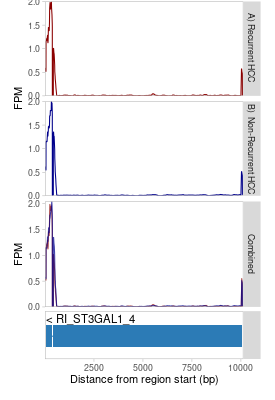 2.0
1.5
1.0
0.5
0.0
FPM
A) Recurrent HCC
2.0
1.5
1.0
0.5
0.0
B) Non-Recurrent HCC
2.0
1.5
1.0
0.5
0.0
FPM
Combined
< RI_ST3GAL1_4
2500 5000 7500 10000
Distance from region start (bp)